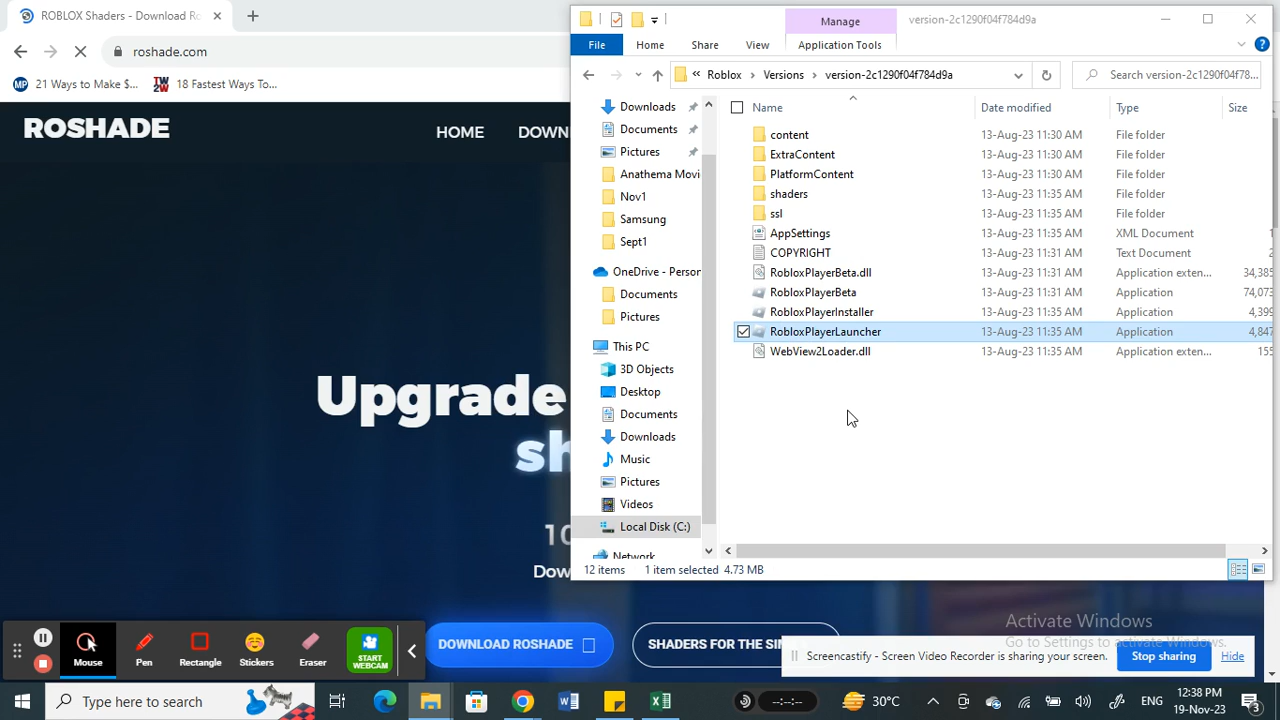 ROBLOX Shaders - Download Ro
roshade.com
21 Ways to Make $...
18 Fastest Ways To...
ROSHADE
HOME
DOWN
Upgrade
sh
10
Dow
DOWNLOAD ROSHADE
SHADERS FOR THE SIM
Manage
version-2c1290f04f784d9a
File
Home
Share
View
Application Tools
« Roblox > Versions > version-2c1290f04f784d9a
Search version-2c1290f04f78...
Downloads
Documents
Pictures
Anathema Movi
Nov1
Samsung
Sept1
OneDrive - Person
Documents
Pictures
This PC
3D Objects
Desktop
Documents
Downloads
Music
Pictures
Videos
Local Disk (C:)
Network
Name Date modified Type Size
content 13-Aug-23 11:30 AM File folder
ExtraContent 13-Aug-23 11:30 AM File folder
PlatformContent 13-Aug-23 11:30 AM File folder
shaders 13-Aug-23 11:35 AM File folder
ssl 13-Aug-23 11:35 AM File folder
AppSettings 13-Aug-23 11:35 AM XML Document 1
COPYRIGHT 13-Aug-23 11:31 AM Text Document 2
RobloxPlayerBeta.dll 13-Aug-23 11:31 AM Application exten... 34,385
RobloxPlayerBeta 13-Aug-23 11:31 AM Application 74,073
RobloxPlayerInstaller 13-Aug-23 11:35 AM Application 4,399
RobloxPlayerLauncher 13-Aug-23 11:35 AM Application 4,847
WebView2Loader.dll 13-Aug-23 11:35 AM Application exten... 155
12 items 1 item selected 4.73 MB
Activate Windows
Go to Settings to activate Windows.
Screencastify - Screen Video Recorder is sharing your screen.
Stop sharing
Hide
Mouse
Pen
Rectangle
Stickers
Eraser
START
WEBCAM
Type here to search
--:--:--
30°C
ENG
12:38 PM
19-Nov-23
3